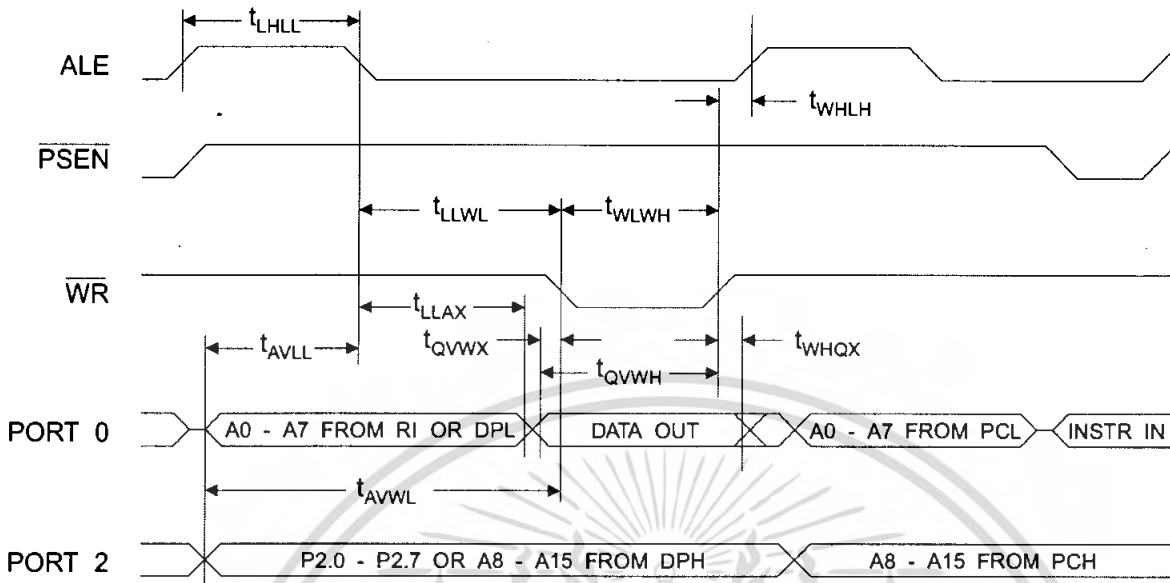 tLHLL
ALE
tWHLH
PSEN
tLLWL
tWLWH
WR
tLLAX
tAVLL
tQVWX
tWHQX
tQVWH
PORT 0
A0 - A7 FROM RI OR DPL
DATA OUT
A0 - A7 FROM PCL
INSTR IN
tAVWL
PORT 2
P2.0 - P2.7 OR A8 - A15 FROM DPH
A8 - A15 FROM PCH